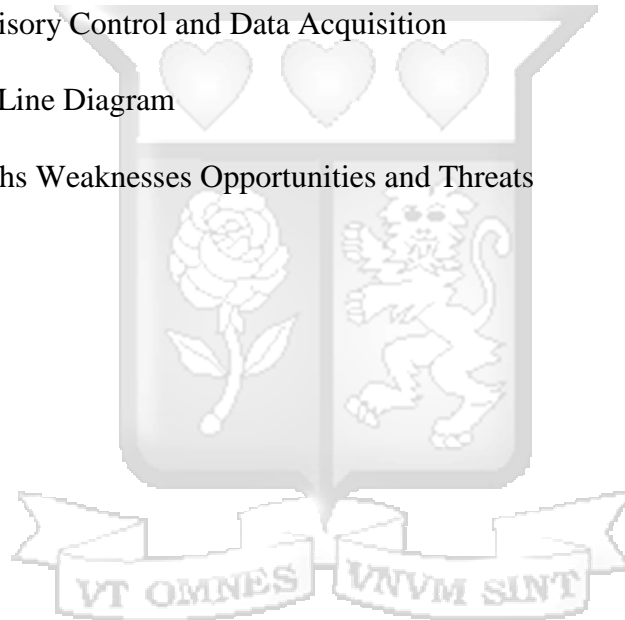 isory Control and Data Acquisition
Line Diagram
hs Weaknesses Opportunities and Threats
VT OMNES VNVM SINT